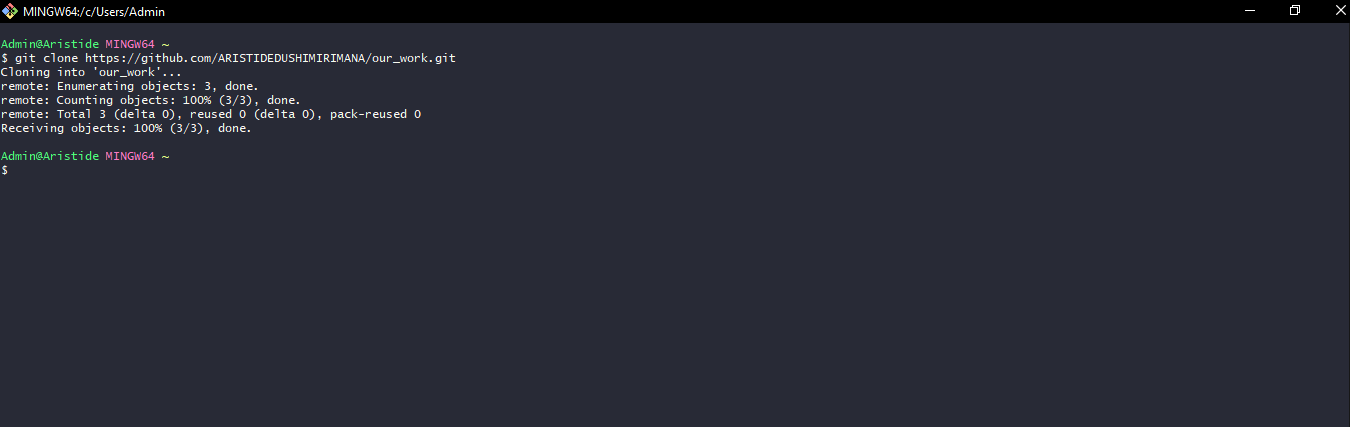 MINGW64:/c/Users/Admin
Admin@Aristide MINGW64 ~
$ git clone https://github.com/ARISTIDEDUSHIMIRIMANA/our_work.git
Cloning into 'our_work'...
remote: Enumerating objects: 3, done.
remote: Counting objects: 100% (3/3), done.
remote: Total 3 (delta 0), reused 0 (delta 0), pack-reused 0
Receiving objects: 100% (3/3), done.
Admin@Aristide MINGW64 ~
$